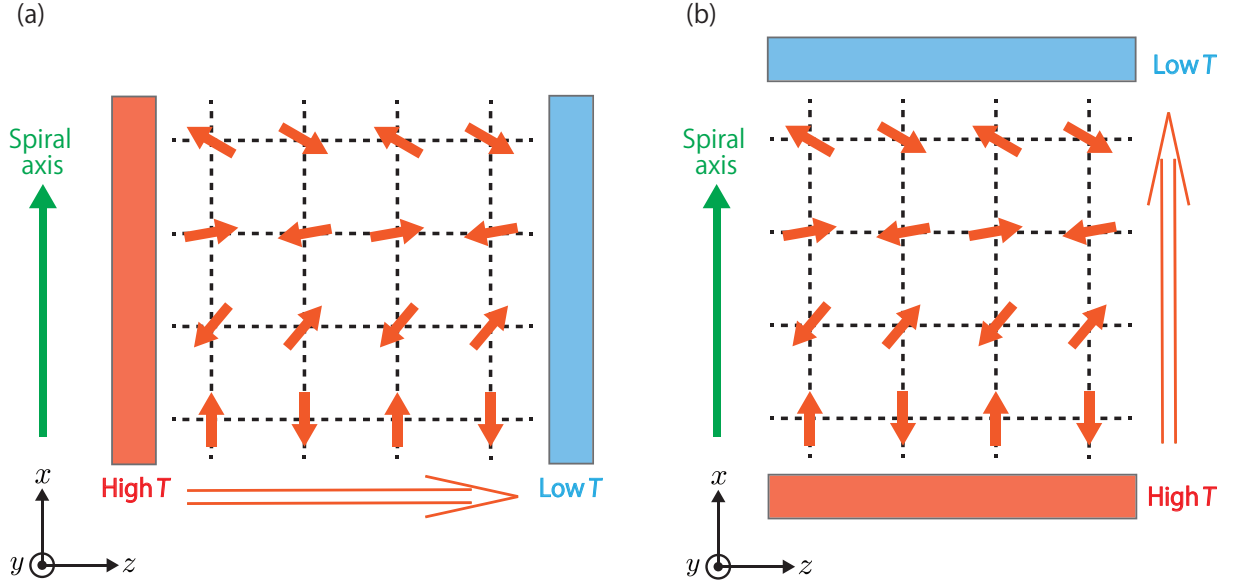 (a)
Spiral
axis
High T
Low T
x
y
z
(b)
Low T
Spiral
axis
High T
x
y
z